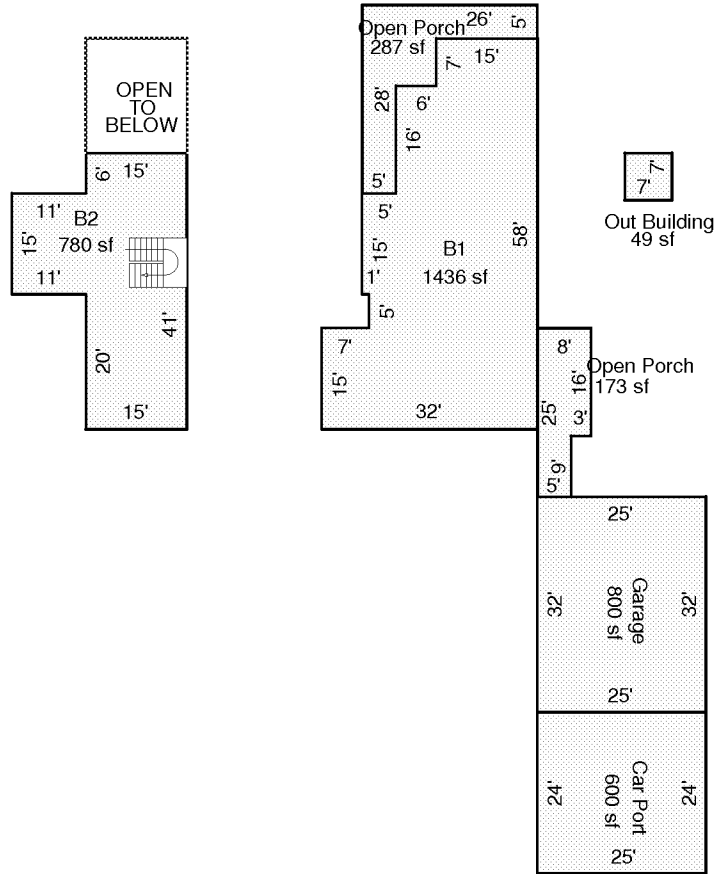 OPEN
TO
BELOW
6'
15'
11'
B2
15'
780 sf
11'
41'
20'
15'
Open Porch
26'
5'
287 sf
15'
7'
28'
6'
16'
5'
5'
58'
15'
B1
1'
1436 sf
5'
7'
15'
32'
7'
7'
Out Building
49 sf
8'
Open Porch
16'
173 sf
25'
3'
9'
5'
25'
32'
Garage
800 sf
32'
25'
24'
Car Port
600 sf
24'
25'